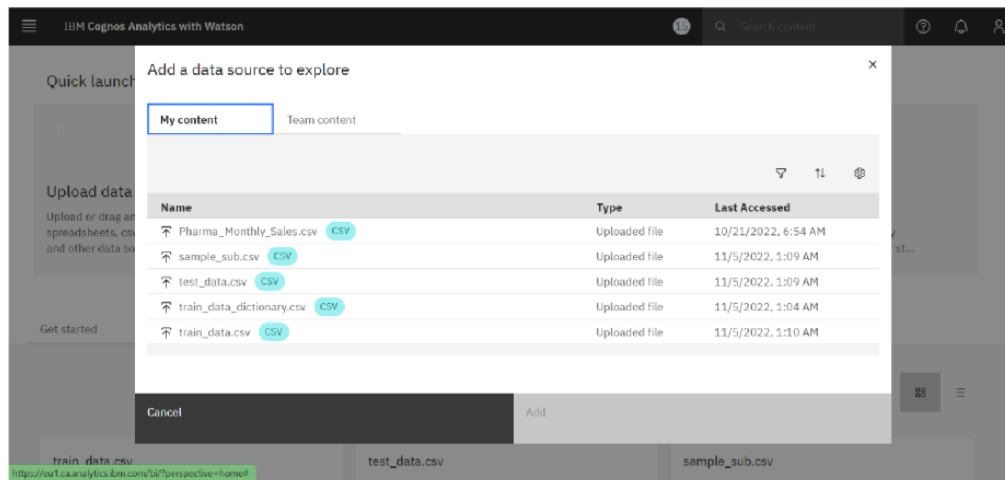 IBM Cognos Analytics with Watson
15
Search content
Quick launch
Add a data source to explore
My content
Team content
Upload data
Upload or drag an
spreadsheets, csv
and other data so
st...
Name Type Last Accessed
Pharma_Monthly_Sales.csv CSV Uploaded file 10/21/2022, 6:54 AM
sample_sub.csv CSV Uploaded file 11/5/2022, 1:09 AM
test_data.csv CSV Uploaded file 11/5/2022, 1:09 AM
train_data_dictionary.csv CSV Uploaded file 11/5/2022, 1:04 AM
train_data.csv CSV Uploaded file 11/5/2022, 1:10 AM
Get started
Cancel
Add
train_data.csv test_data.csv sample_sub.csv
https://eu1.ca.analytics.ibm.com/bi/?perspective=home#